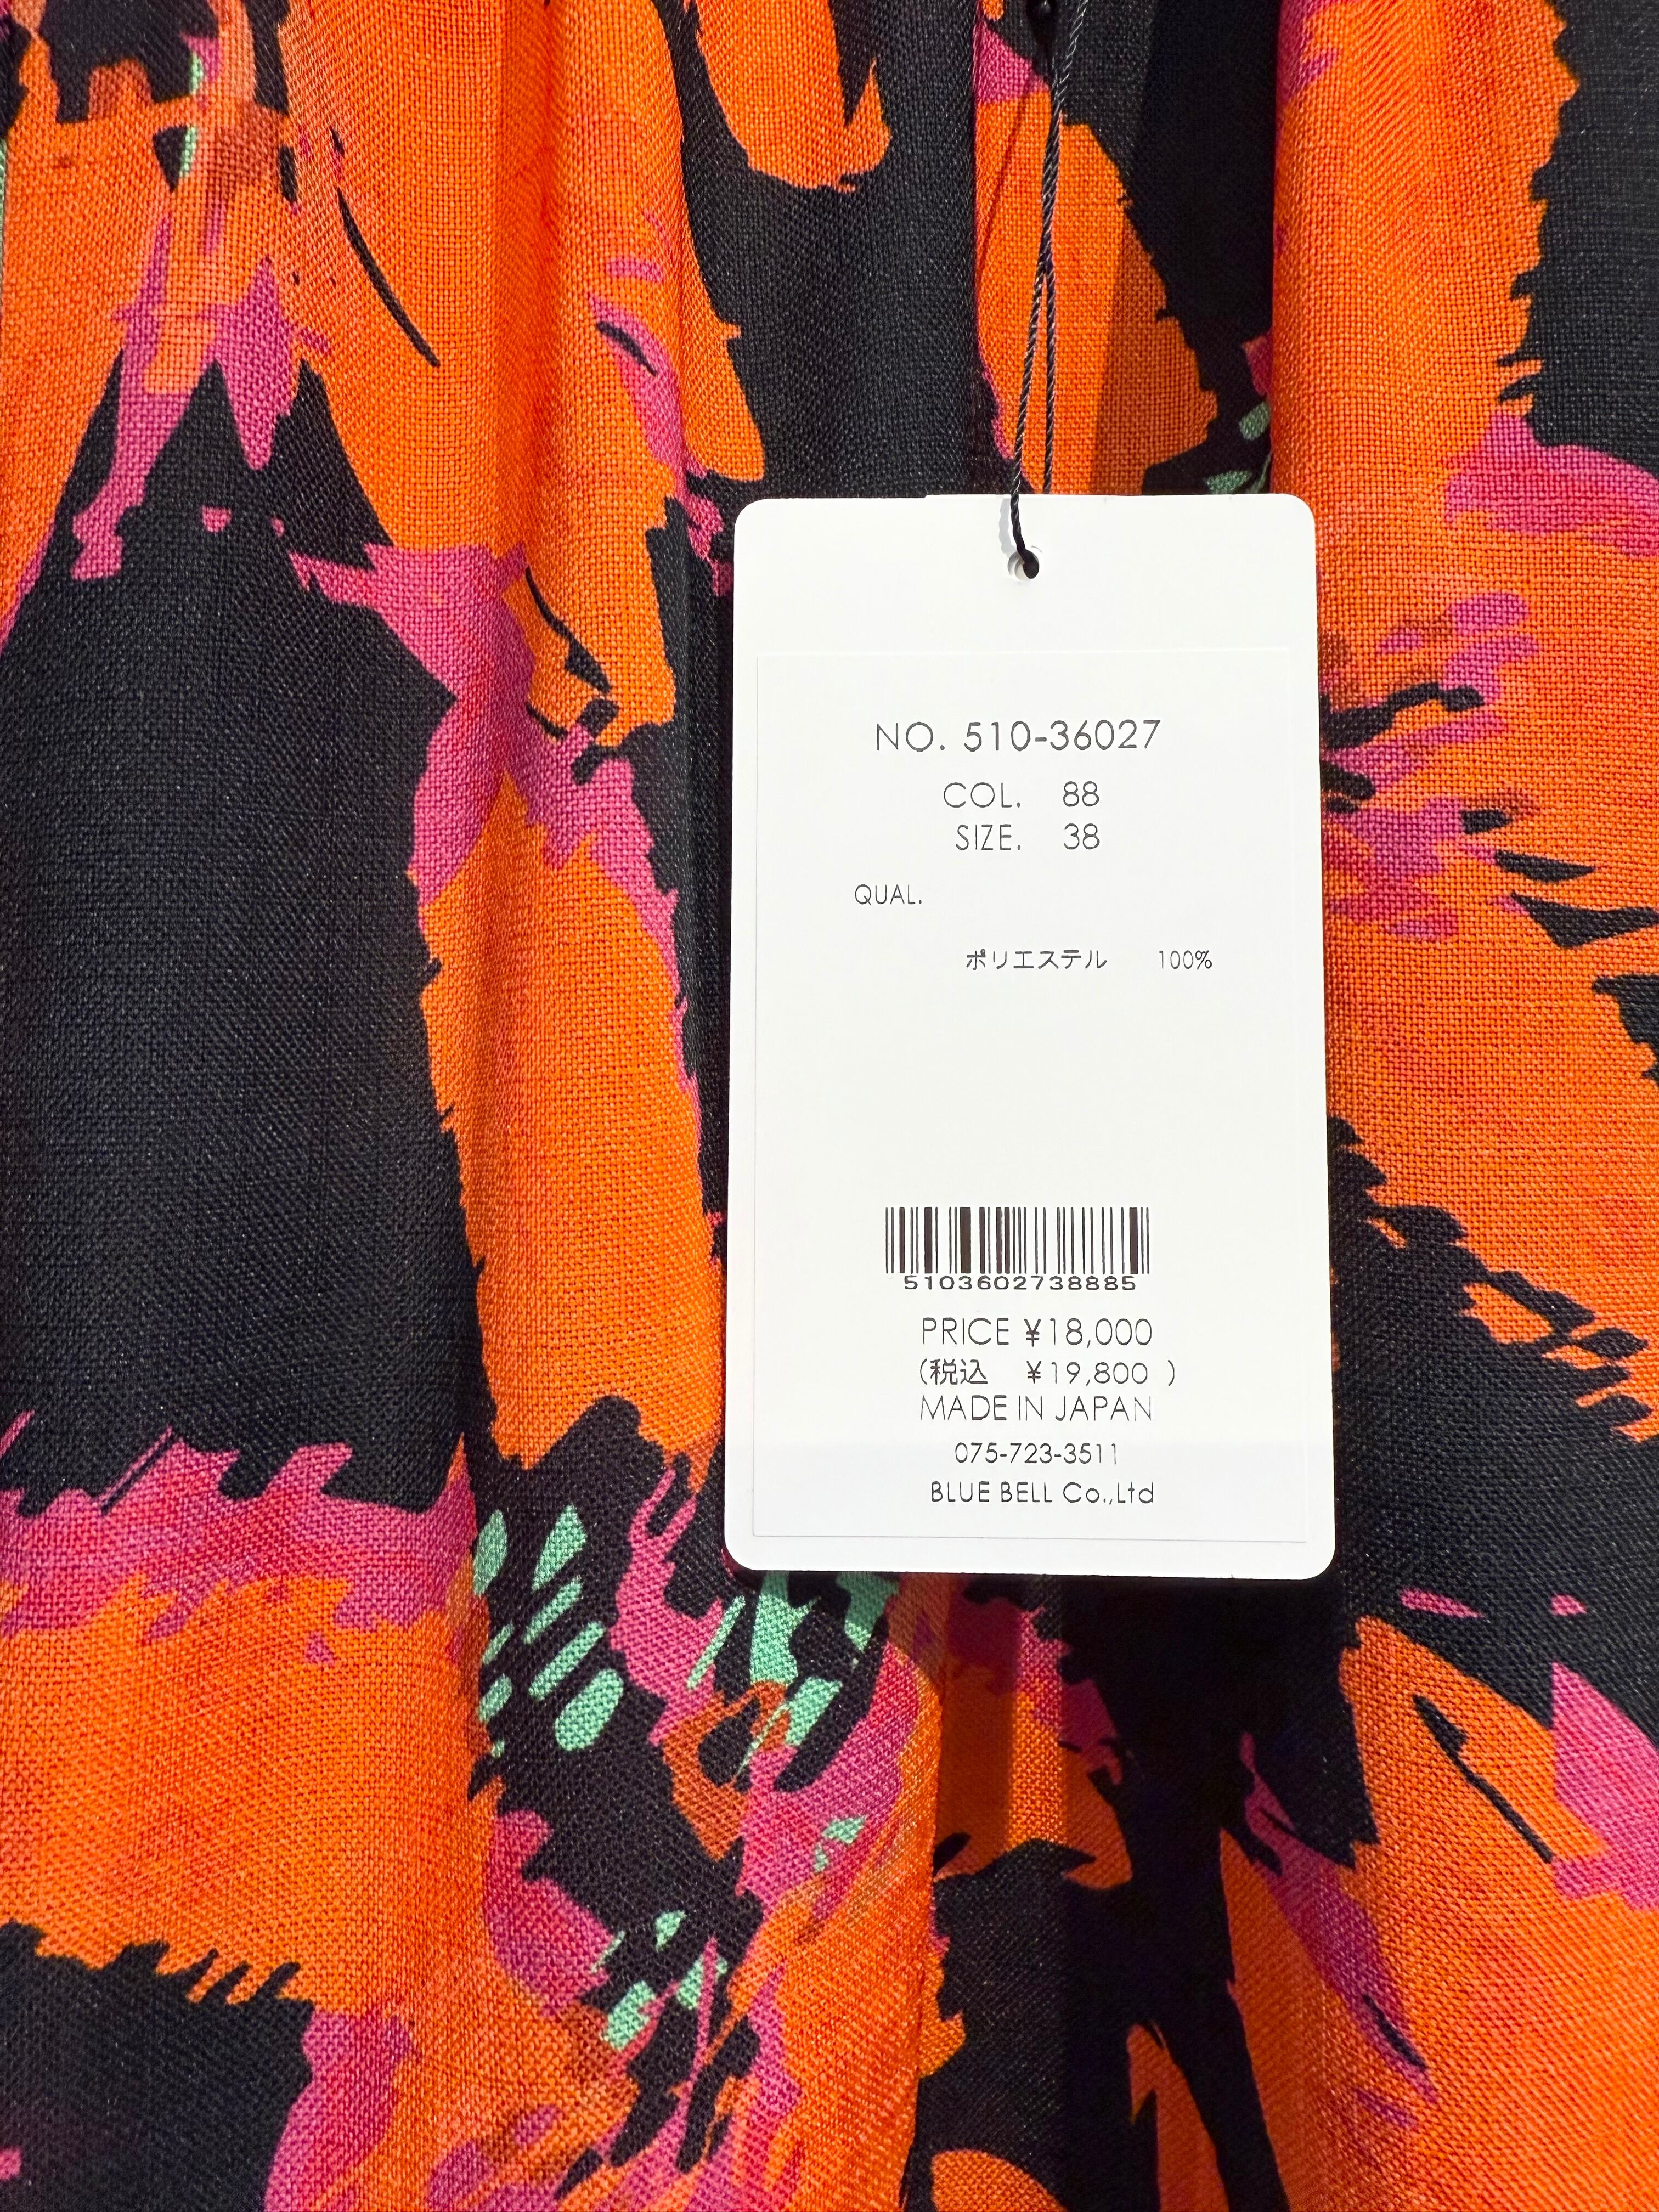 NO. 510-36027
COL. 88
SIZE. 38
QUAL.
ポリエステル 100%
5103602738885
PRICE ¥18,000
(税込 ¥19,800 )
MADE IN JAPAN
075-723-3511
BLUE BELL Co.,Ltd